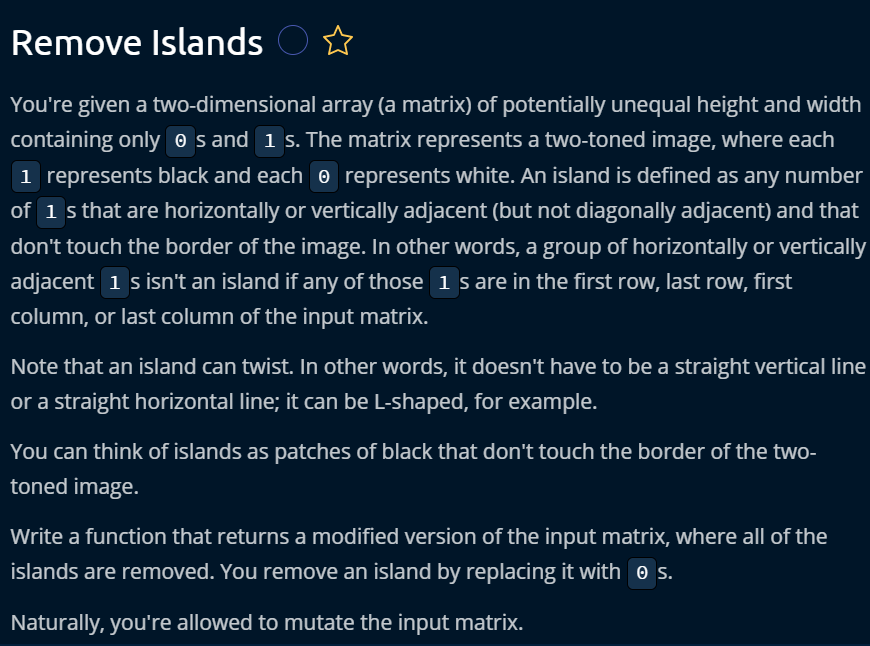 Remove Islands
You're given a two-dimensional array (a matrix) of potentially unequal height and width
containing only 0s and 1s. The matrix represents a two-toned image, where each
1 represents black and each 0 represents white. An island is defined as any number
of 1s that are horizontally or vertically adjacent (but not diagonally adjacent) and that
don't touch the border of the image. In other words, a group of horizontally or vertically
adjacent 1s isn't an island if any of those 1s are in the first row, last row, first
column, or last column of the input matrix.
Note that an island can twist. In other words, it doesn't have to be a straight vertical line
or a straight horizontal line; it can be L-shaped, for example.
You can think of islands as patches of black that don't touch the border of the two-
toned image.
Write a function that returns a modified version of the input matrix, where all of the
islands are removed. You remove an island by replacing it with 0s.
Naturally, you're allowed to mutate the input matrix.